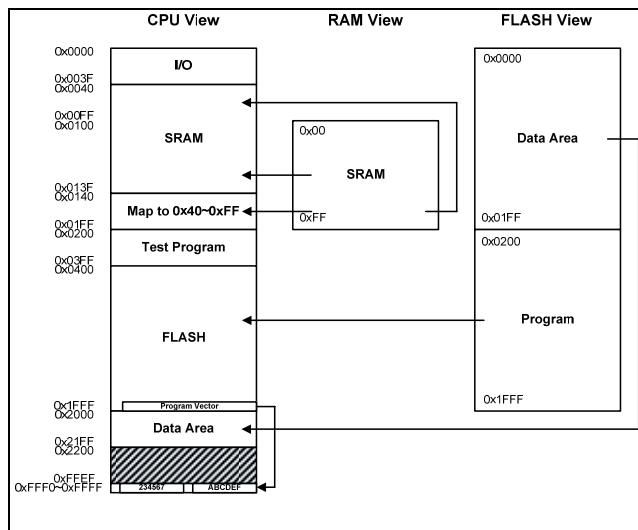 CPU View RAM View FLASH View
0x0000
I/O
0x003F
0x0040
0x00FF
0x0100
SRAM
0x013F
0x0140
Map to 0x40~0xFF
0x01FF
0x0200
Test Program
0x03FF
0x0400
FLASH
0x1FFF
Program Vector
0x2000
Data Area
0x21FF
0x2200
0xFFEF
0xFFF0~0xFFFF
234567 ABCDEF
0x00
SRAM
0xFF
0x0000
Data Area
0x01FF
0x0200
Program
0x1FFF